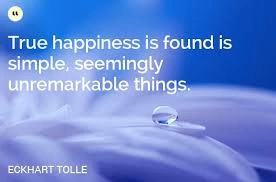 “
True happiness is found is
simple, seemingly
unremarkable things.
ECKHART TOLLE